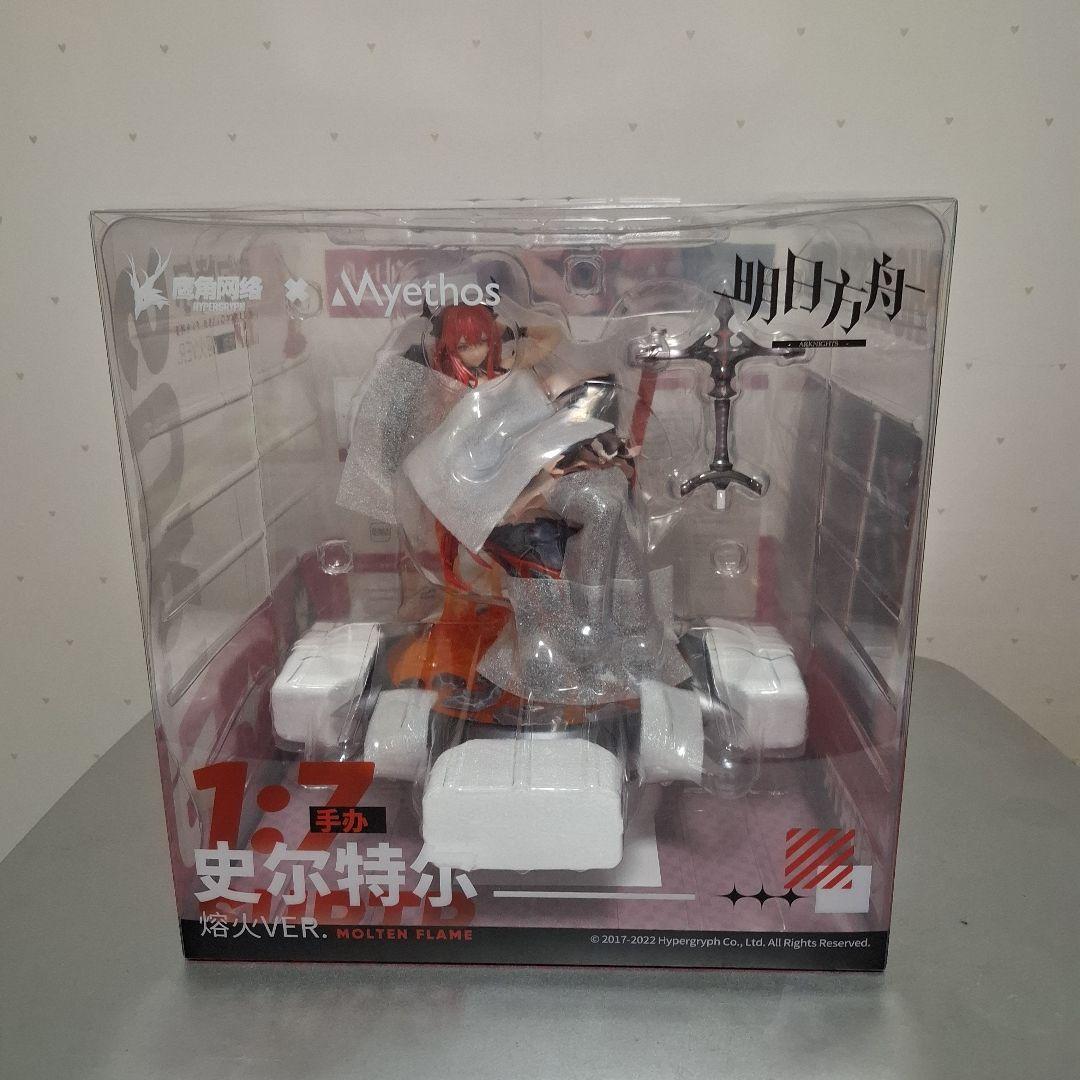 鹰角网络
HYPERGRYPH
×
Myethos
明日方舟
ARKNIGHTS
1:7
手办
史尔特尔
熔火VER.
MOLTEN FLAME
© 2017-2022 Hypergryph Co., Ltd. All Rights Reserved.